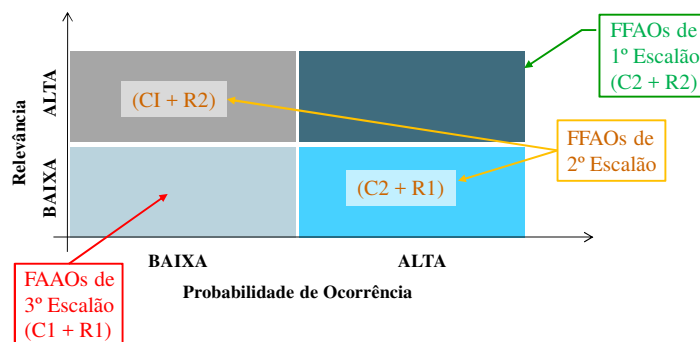 FFAOs de
1º Escalão
(C2 + R2)
Relevância
ALTA
BAIXA
(CI + R2)
FFAOs de
2º Escalão
(C2 + R1)
BAIXA
ALTA
Probabilidade de Ocorrência
FAAOs de
3º Escalão
(C1 + R1)